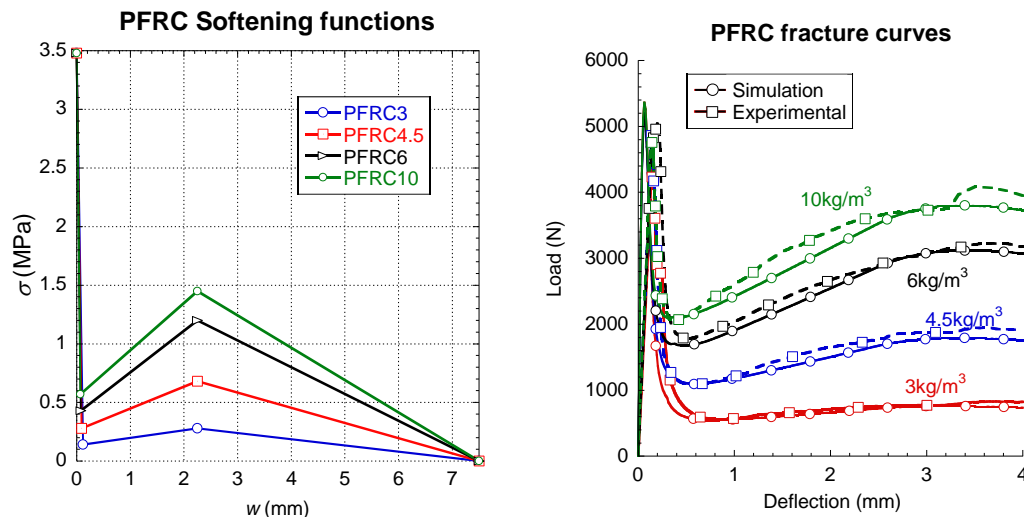 PFRC Softening functions
3.5
3
2.5
2
1.5
1
0.5
0
σ (MPa)
PFRC3
PFRC4.5
PFRC6
PFRC10
0 1 2 3 4 5 6 7
w (mm)
PFRC fracture curves
6000
5000
4000
3000
2000
1000
0
Load (N)
Simulation
Experimental
10kg/m³
6kg/m³
4.5kg/m³
3kg/m³
0 1 2 3 4
Deflection (mm)